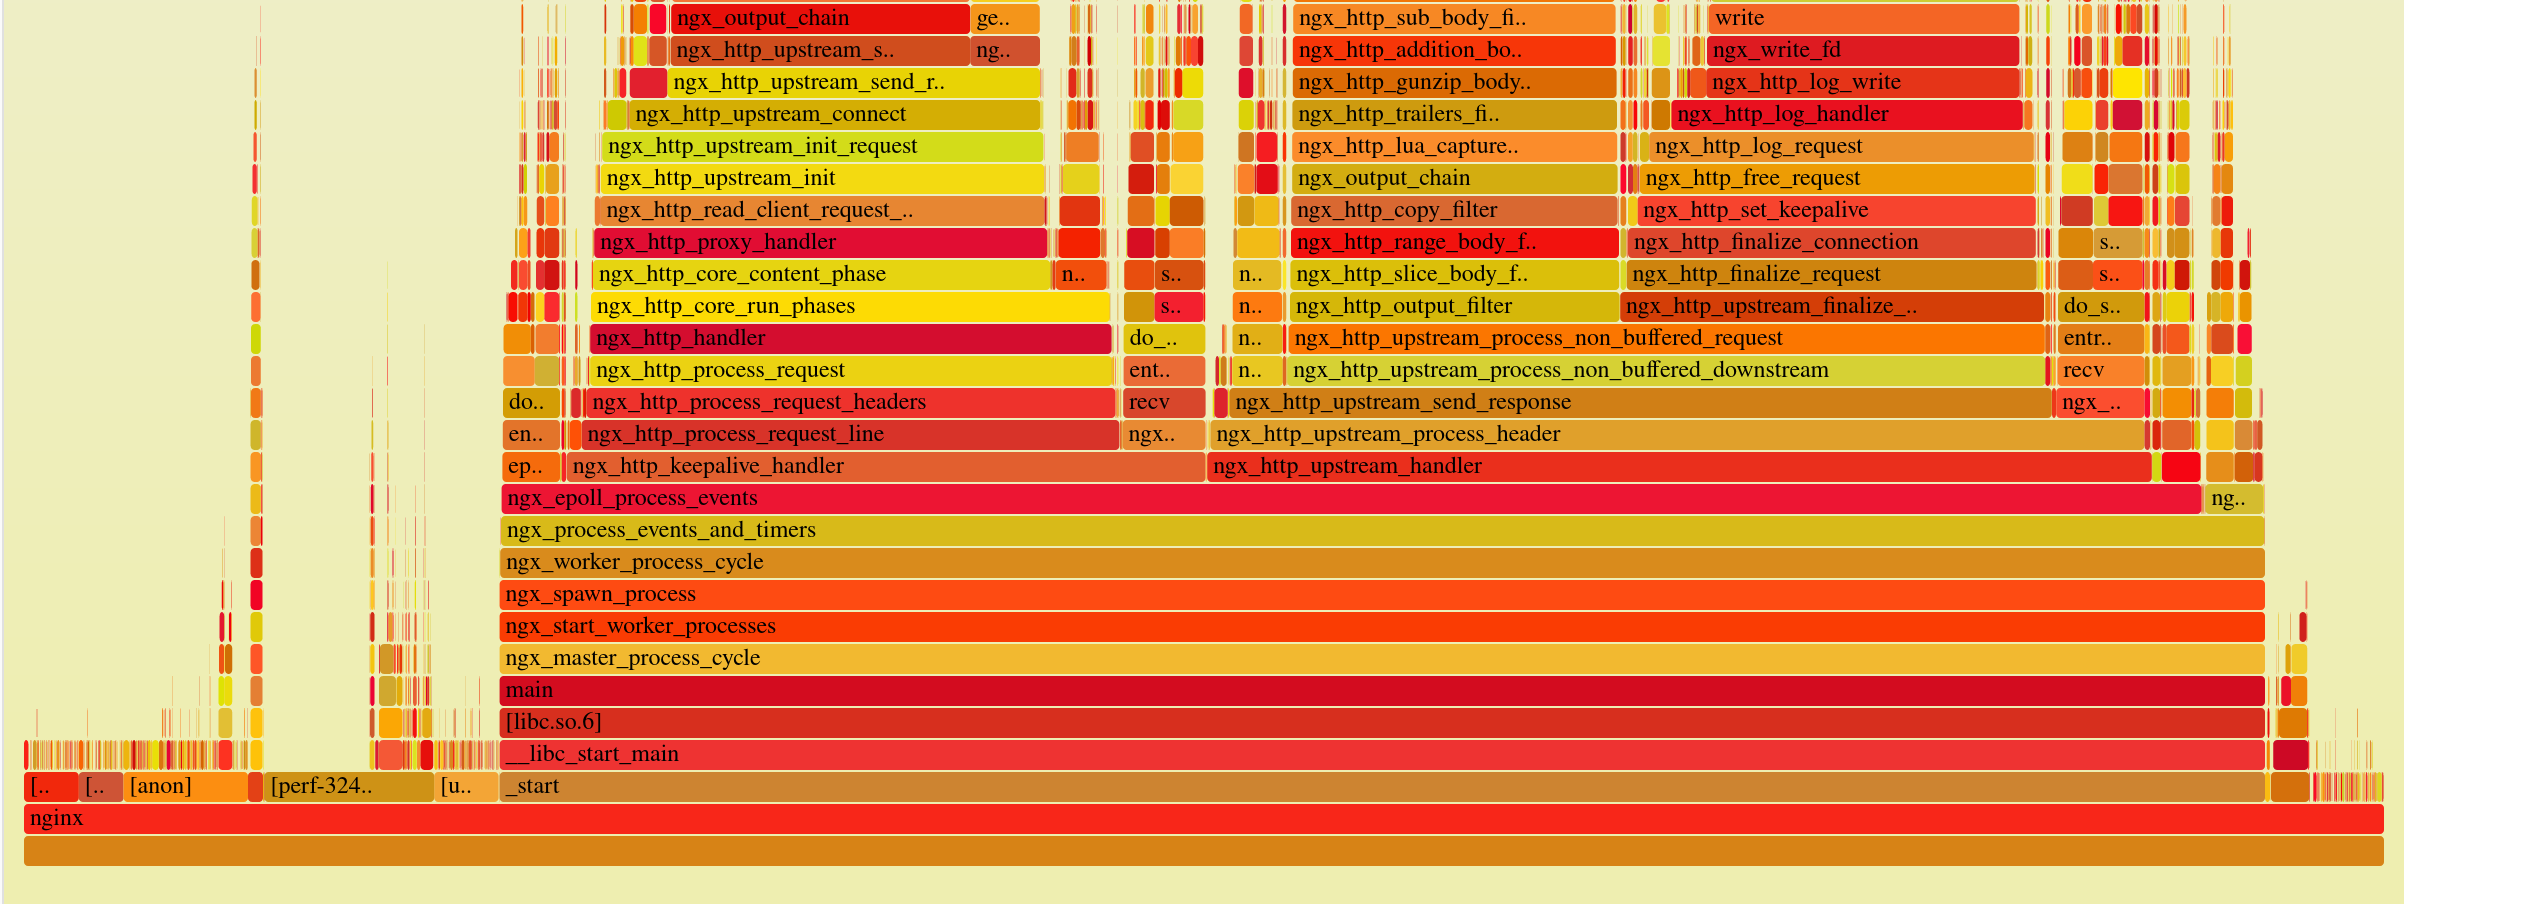 ngx_output_chain ge.. ngx_http_sub_body_fi.. write
ngx_http_upstream_s.. ng.. ngx_http_addition_bo.. ngx_write_fd
ngx_http_upstream_send_r.. ngx_http_gunzip_body.. ngx_http_log_write
ngx_http_upstream_connect ngx_http_trailers_fi.. ngx_http_log_handler
ngx_http_upstream_init_request ngx_http_lua_capture.. ngx_http_log_request
ngx_http_upstream_init ngx_output_chain ngx_http_free_request
ngx_http_read_client_request_.. ngx_http_copy_filter ngx_http_set_keepalive
ngx_http_proxy_handler ngx_http_range_body_f.. ngx_http_finalize_connection s..
ngx_http_core_content_phase n.. s.. n.. ngx_http_slice_body_f.. ngx_http_finalize_request s..
ngx_http_core_run_phases s.. n.. ngx_http_output_filter ngx_http_upstream_finalize_.. do_s..
ngx_http_handler do_.. n.. ngx_http_upstream_process_non_buffered_request entr..
ngx_http_process_request ent.. n.. ngx_http_upstream_process_non_buffered_downstream recv
do.. ngx_http_process_request_headers recv ngx_http_upstream_send_response ngx_..
en.. ngx_http_process_request_line ngx.. ngx_http_upstream_process_header
ep.. ngx_http_keepalive_handler ngx_http_upstream_handler
ngx_epoll_process_events ng..
ngx_process_events_and_timers
ngx_worker_process_cycle
ngx_spawn_process
ngx_start_worker_processes
ngx_master_process_cycle
main
[libc.so.6]
__libc_start_main
[.. [.. [anon] [perf-324.. [u.. _start
nginx